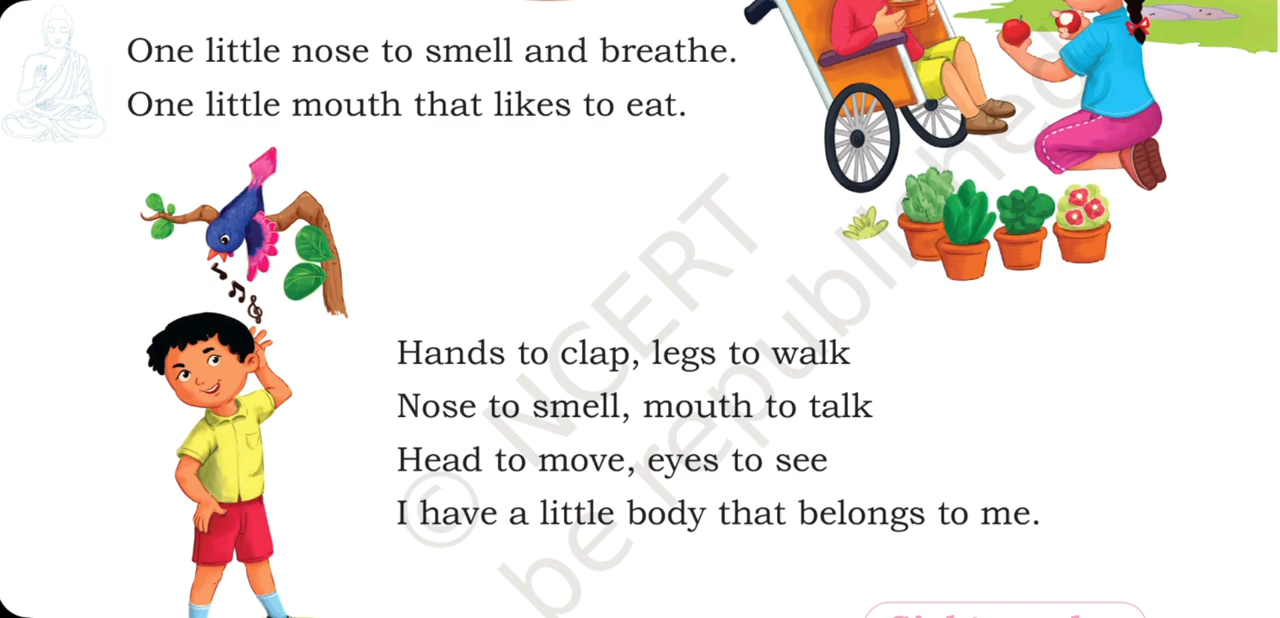 One little nose to smell and breathe.
One little mouth that likes to eat.
Hands to clap, legs to walk
Nose to smell, mouth to talk
Head to move, eyes to see
I have a little body that belongs to me.
© NCERT
be republished